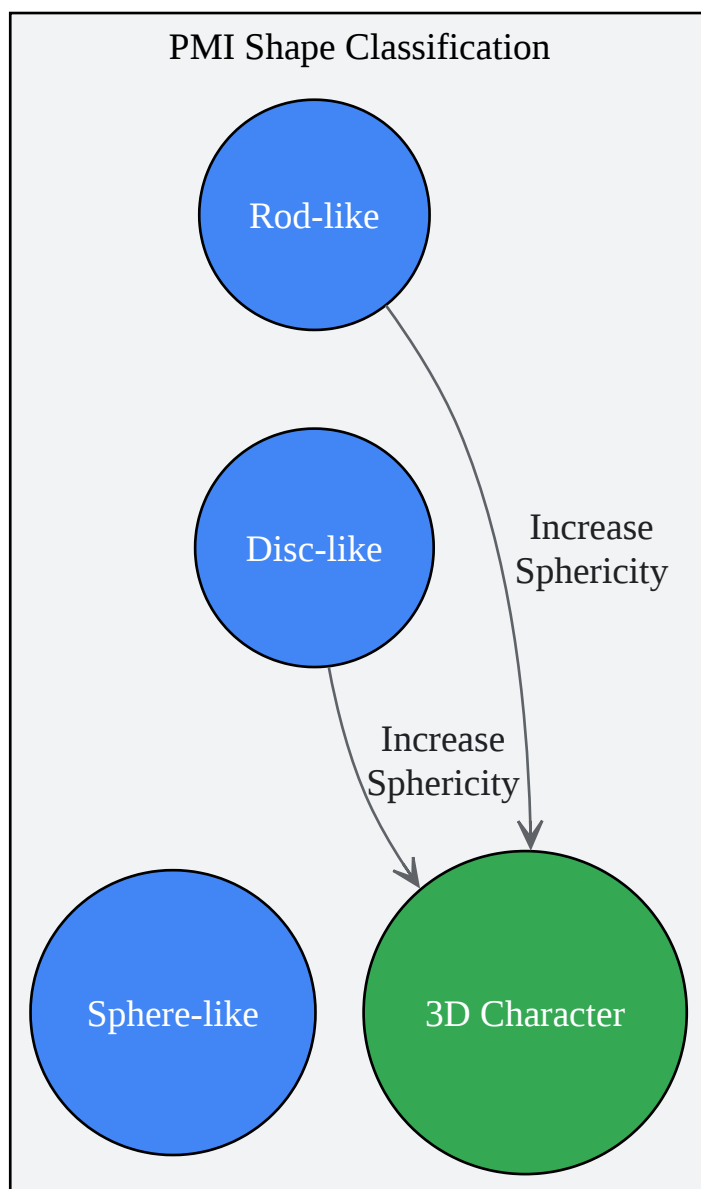 PMI Shape Classification
Rod-like
Increase
Sphericity
Disc-like
Increase
Sphericity
Sphere-like
3D Character